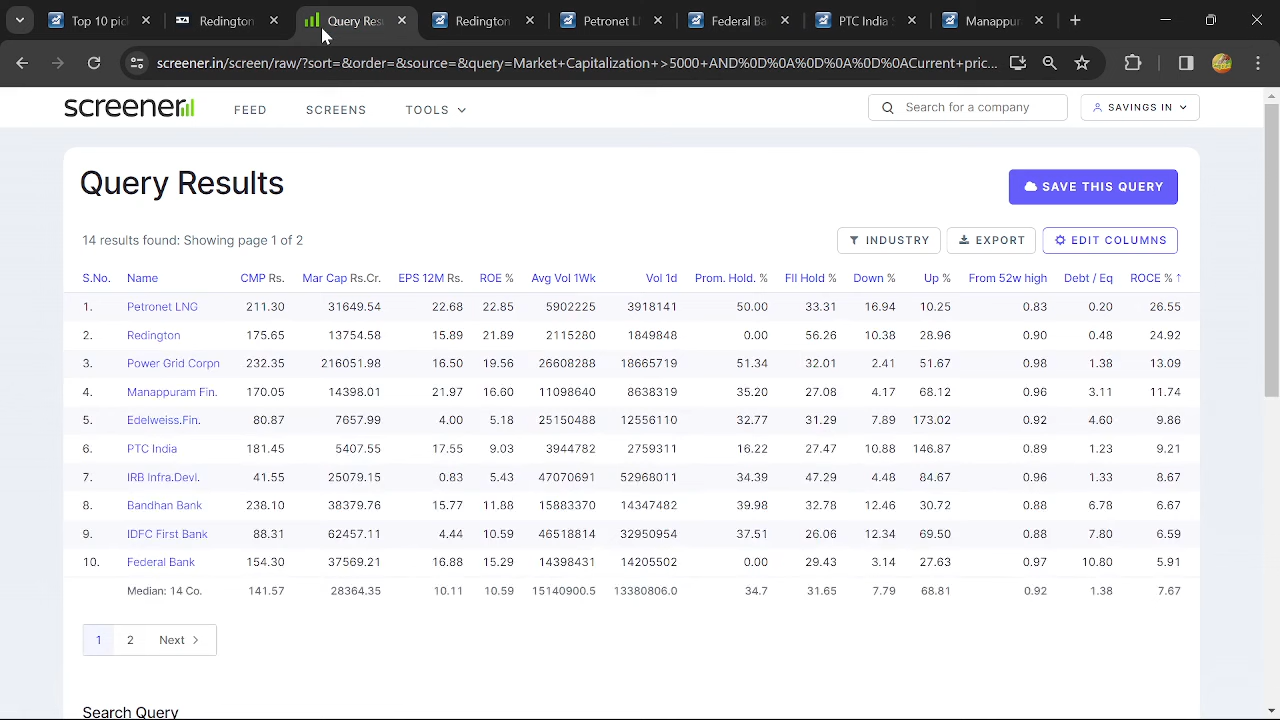 Top 10 pic
Redington
Query Res
Redington
Petronet LN
Federal Ba
PTC India S
Manappur
screener.in/screen/raw/?sort=&order=&source=&query=Market+Capitalization+>5000+AND%0D%0A%0D%0A%0D%0ACurrent+pric...
screener
FEED
SCREENS
TOOLS
Search for a company
SAVINGS IN
Query Results
SAVE THIS QUERY
14 results found: Showing page 1 of 2
INDUSTRY
EXPORT
EDIT COLUMNS
S.No. Name CMP Rs. Mar Cap Rs.Cr. EPS 12M Rs. ROE % Avg Vol 1Wk Vol 1d Prom. Hold. % FII Hold % Down % Up % From 52w high Debt / Eq ROCE % ↑
1. Petronet LNG 211.30 31649.54 22.68 22.85 5902225 3918141 50.00 33.31 16.94 10.25 0.83 0.20 26.55
2. Redington 175.65 13754.58 15.89 21.89 2115280 1849848 0.00 56.26 10.38 28.96 0.90 0.48 24.92
3. Power Grid Corpn 232.35 216051.98 16.50 19.56 26608288 18665719 51.34 32.01 2.41 51.67 0.98 1.38 13.09
4. Manappuram Fin. 170.05 14398.01 21.97 16.60 11098640 8638319 35.20 27.08 4.17 68.12 0.96 3.11 11.74
5. Edelweiss.Fin. 80.87 7657.99 4.00 5.18 25150488 12556110 32.77 31.29 7.89 173.02 0.92 4.60 9.86
6. PTC India 181.45 5407.55 17.55 9.03 3944782 2759311 16.22 27.47 10.88 146.87 0.89 1.23 9.21
7. IRB Infra.Devl. 41.55 25079.15 0.83 5.43 47070691 52968011 34.39 47.29 4.48 84.67 0.96 1.33 8.67
8. Bandhan Bank 238.10 38379.76 15.77 11.88 15883370 14347482 39.98 32.78 12.46 30.72 0.88 6.78 6.67
9. IDFC First Bank 88.31 62457.11 4.44 10.59 46518814 32950954 37.51 26.06 12.34 69.50 0.88 7.80 6.59
10. Federal Bank 154.30 37569.21 16.88 15.29 14398431 14205502 0.00 29.43 3.14 27.63 0.97 10.80 5.91
Median: 14 Co. 141.57 28364.35 10.11 10.59 15140900.5 13380806.0 34.7 31.65 7.79 68.81 0.92 1.38 7.67
1 2 Next
Search Query